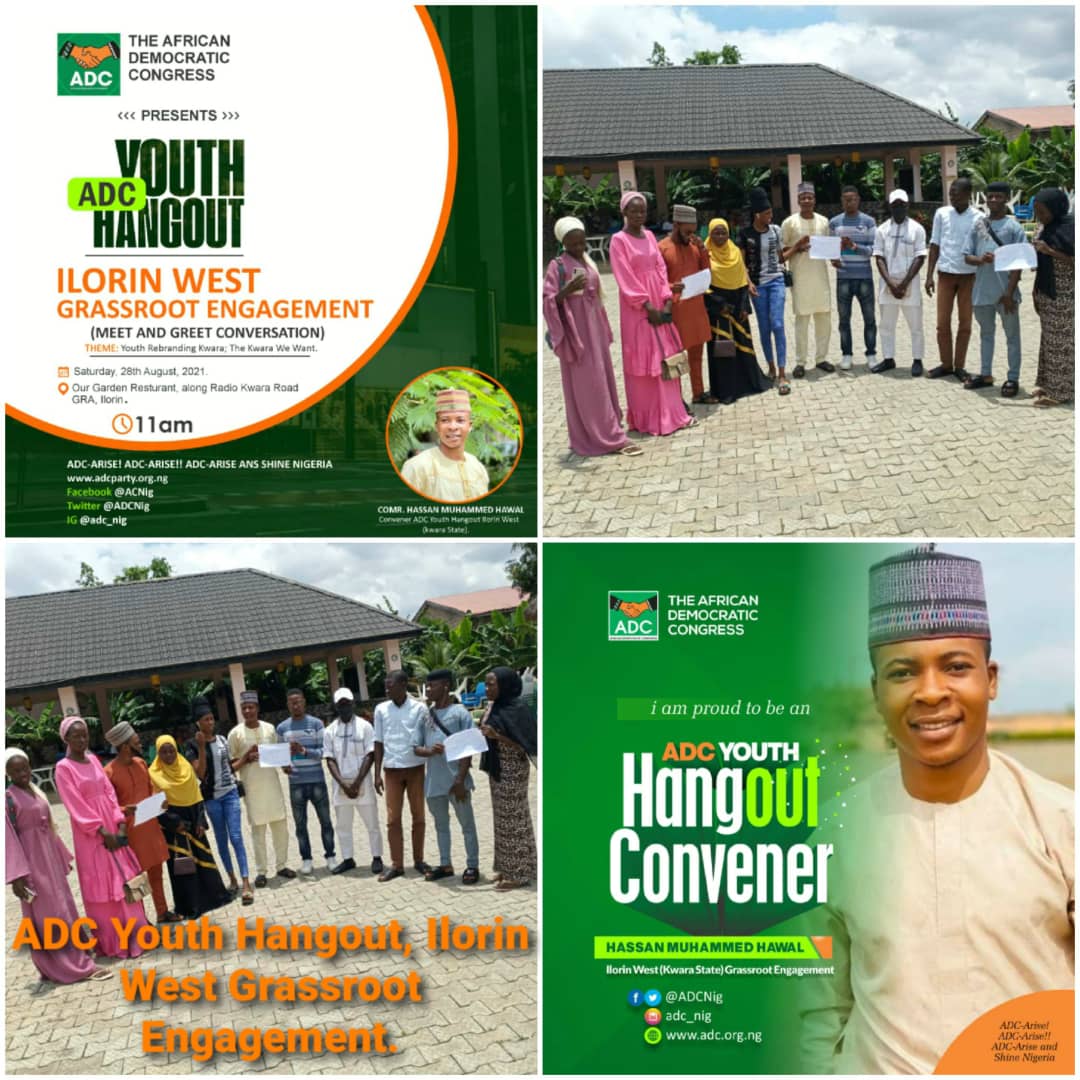 THE AFRICAN
DEMOCRATIC
CONGRESS
ADC
‹‹‹ PRESENTS ›››
YOUTH
ADC
HANGOUT
ILORIN WEST
GRASSROOT ENGAGEMENT
(MEET AND GREET CONVERSATION)
THEME: Youth Rebranding Kwara; The Kwara We Want.
Saturday, 28th August, 2021.
Our Garden Resturant, along Radio Kwara Road
GRA, Ilorin.
11am
ADC-ARISE! ADC-ARISE!! ADC-ARISE ANS SHINE NIGERIA
www.adcparty.org.ng
Facebook @ACNig
Twitter @ADCNig
IG @adc_nig
COMR. HASSAN MUHAMMED HAWAL
Convener ADC Youth Hangout Ilorin West
(kwara State).
ADC Youth Hangout, Ilorin
West Grassroot
Engagement.
THE AFRICAN
DEMOCRATIC
CONGRESS
ADC
i am proud to be an
ADC YOUTH
Hangout
Convener
HASSAN MUHAMMED HAWAL
Ilorin West (Kwara State) Grassroot Engagement
@ADCNig
adc_nig
www.adc.org.ng
ADC-Arise!
ADC-Arise!!
ADC-Arise and
Shine Nigeria